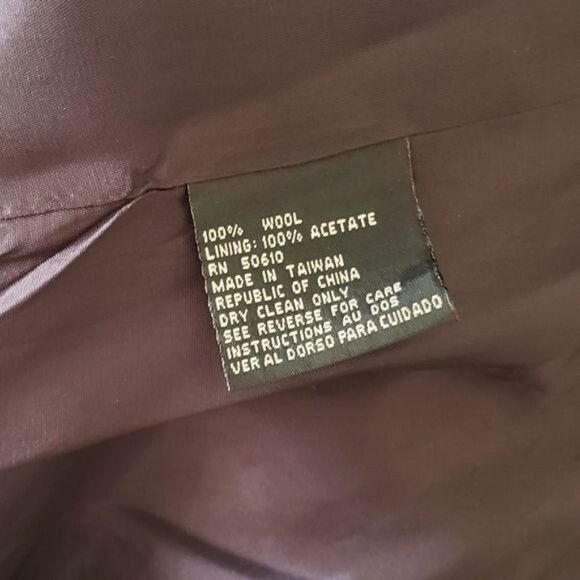 100% WOOL
LINING: 100% ACETATE
RN 50610
MADE IN TAIWAN
REPUBLIC OF CHINA
DRY CLEAN ONLY
SEE REVERSE FOR CARE
INSTRUCTIONS AU DOS
VER AL DORSO PARA CUIDADO